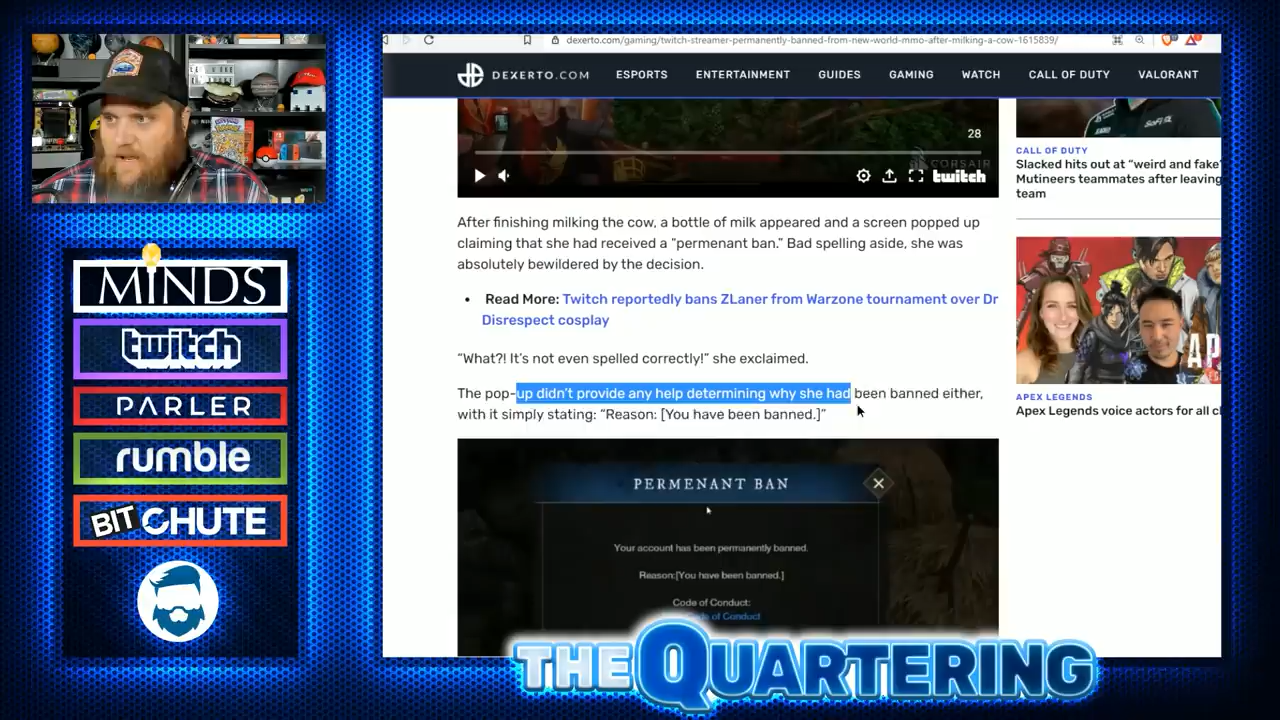 dexerto.com/gaming/twitch-streamer-permanently-banned-from-new-world-mmo-after-milking-a-cow-1615839/
DEXERTO.COM
ESPORTS
ENTERTAINMENT
GUIDES
GAMING
WATCH
CALL OF DUTY
VALORANT
28
CORSAIR
twitch
After finishing milking the cow, a bottle of milk appeared and a screen popped up
claiming that she had received a “permenant ban.” Bad spelling aside, she was
absolutely bewildered by the decision.
• Read More: Twitch reportedly bans ZLaner from Warzone tournament over Dr
Disrespect cosplay
“What?! It’s not even spelled correctly!” she exclaimed.
The pop-up didn’t provide any help determining why she had been banned either,
with it simply stating: “Reason: [You have been banned.]”
PERMENANT BAN
Your account has been permanently banned.
Reason:[You have been banned.]
Code of Conduct:
Code of Conduct
SoFi
CALL OF DUTY
Slacked hits out at “weird and fake”
Mutineers teammates after leaving
team
AP
APEX LEGENDS
Apex Legends voice actors for all c
MINDS
twitch
PARLER
rumble
BITCHUTE
THE QUARTERING